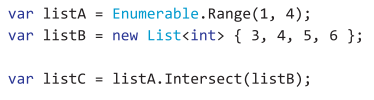 var listA = Enumerable.Range(1, 4);
var listB = new List<int> { 3, 4, 5, 6 };
var listC = listA.Intersect(listB);